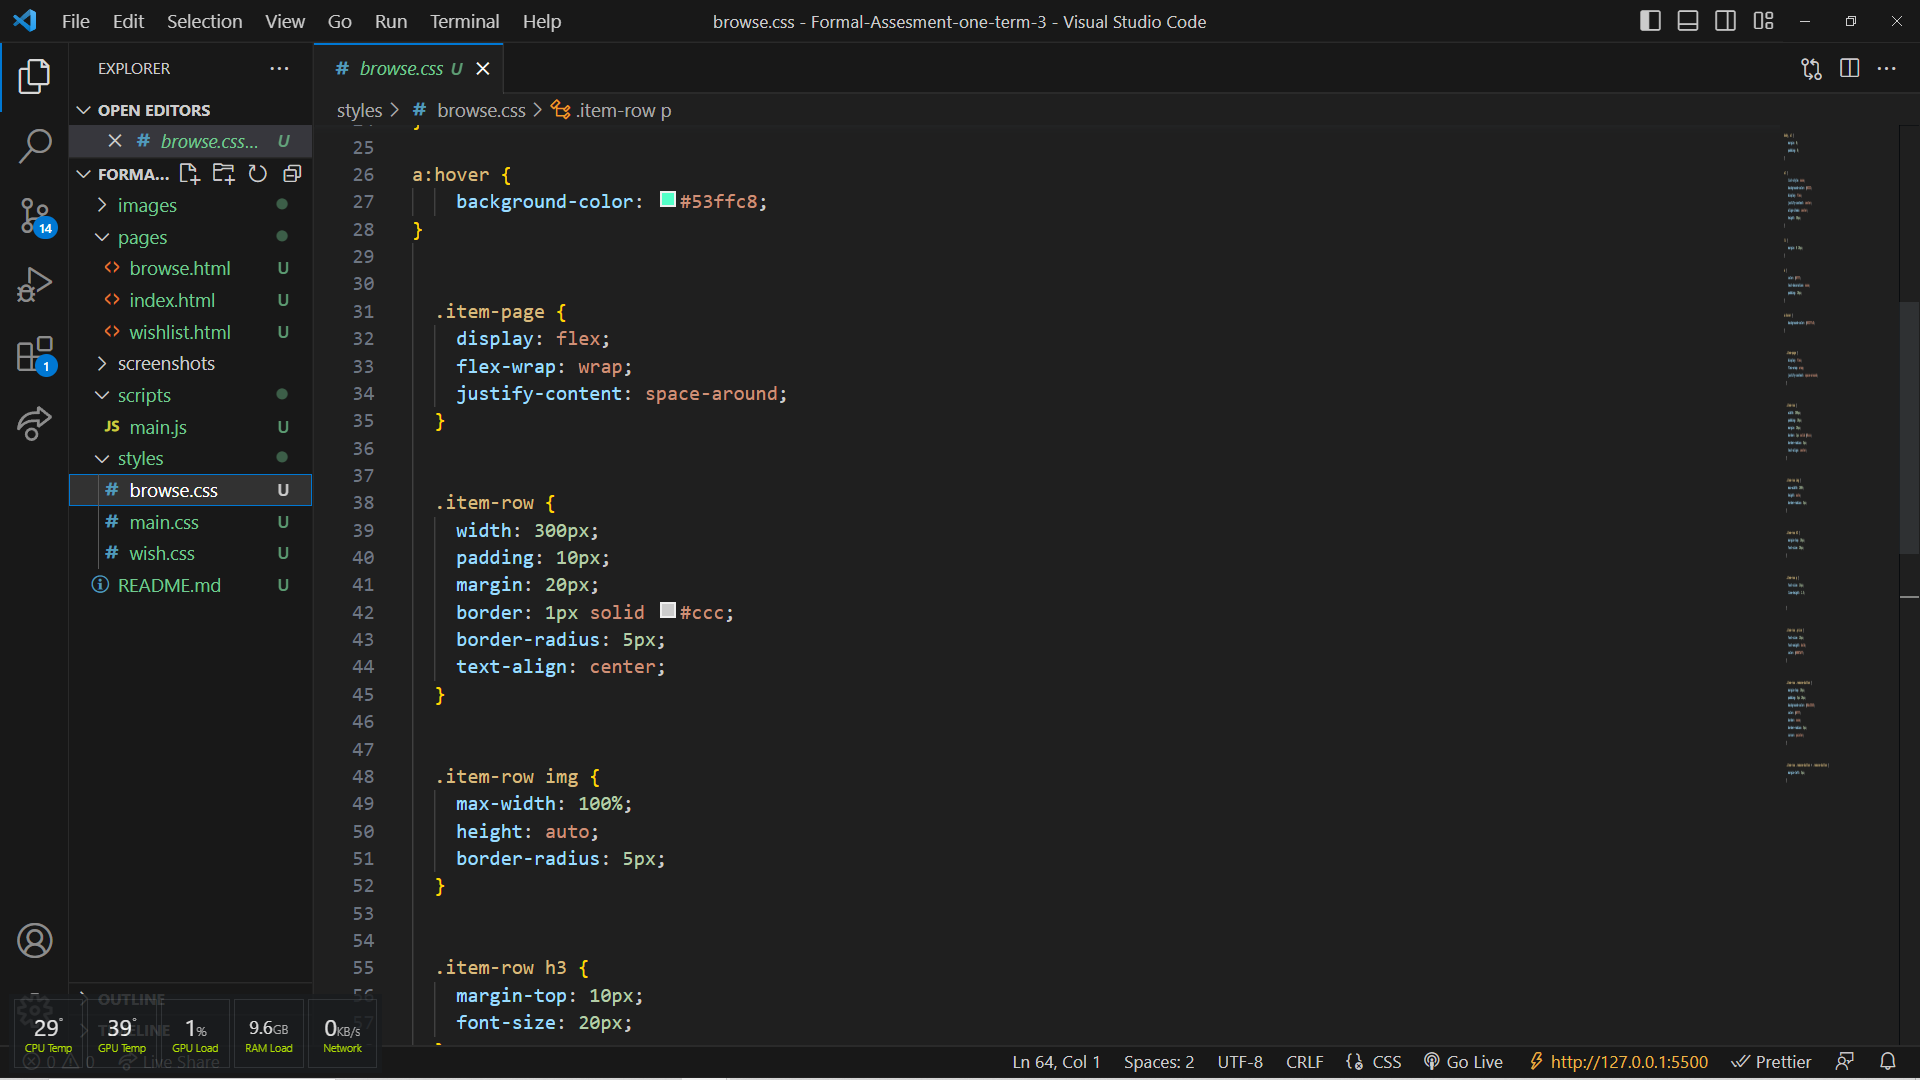 File Edit Selection View Go Run Terminal Help
browse.css - Formal-Assesment-one-term-3 - Visual Studio Code
EXPLORER
OPEN EDITORS
# browse.css... U
FORMA...
images
pages
<> browse.html U
<> index.html U
<> wishlist.html U
screenshots
scripts
JS main.js U
styles
# browse.css U
# main.css U
# wish.css U
README.md U
OUTLINE
TIMELINE
14
1
# browse.css U
styles > # browse.css > .item-row p
25
26 a:hover {
27 background-color: #53ffc8;
28 }
29
30
31 .item-page {
32 display: flex;
33 flex-wrap: wrap;
34 justify-content: space-around;
35 }
36
37
38 .item-row {
39 width: 300px;
40 padding: 10px;
41 margin: 20px;
42 border: 1px solid #ccc;
43 border-radius: 5px;
44 text-align: center;
45 }
46
47
48 .item-row img {
49 max-width: 100%;
50 height: auto;
51 border-radius: 5px;
52 }
53
54
55 .item-row h3 {
56 margin-top: 10px;
57 font-size: 20px;
29° 39° 1% 9.6GB 0KB/s
CPU Temp GPU Temp GPU Load RAM Load Network
0 0 Live Share
Ln 64, Col 1 Spaces: 2 UTF-8 CRLF {} CSS Go Live http://127.0.0.1:5500 Prettier